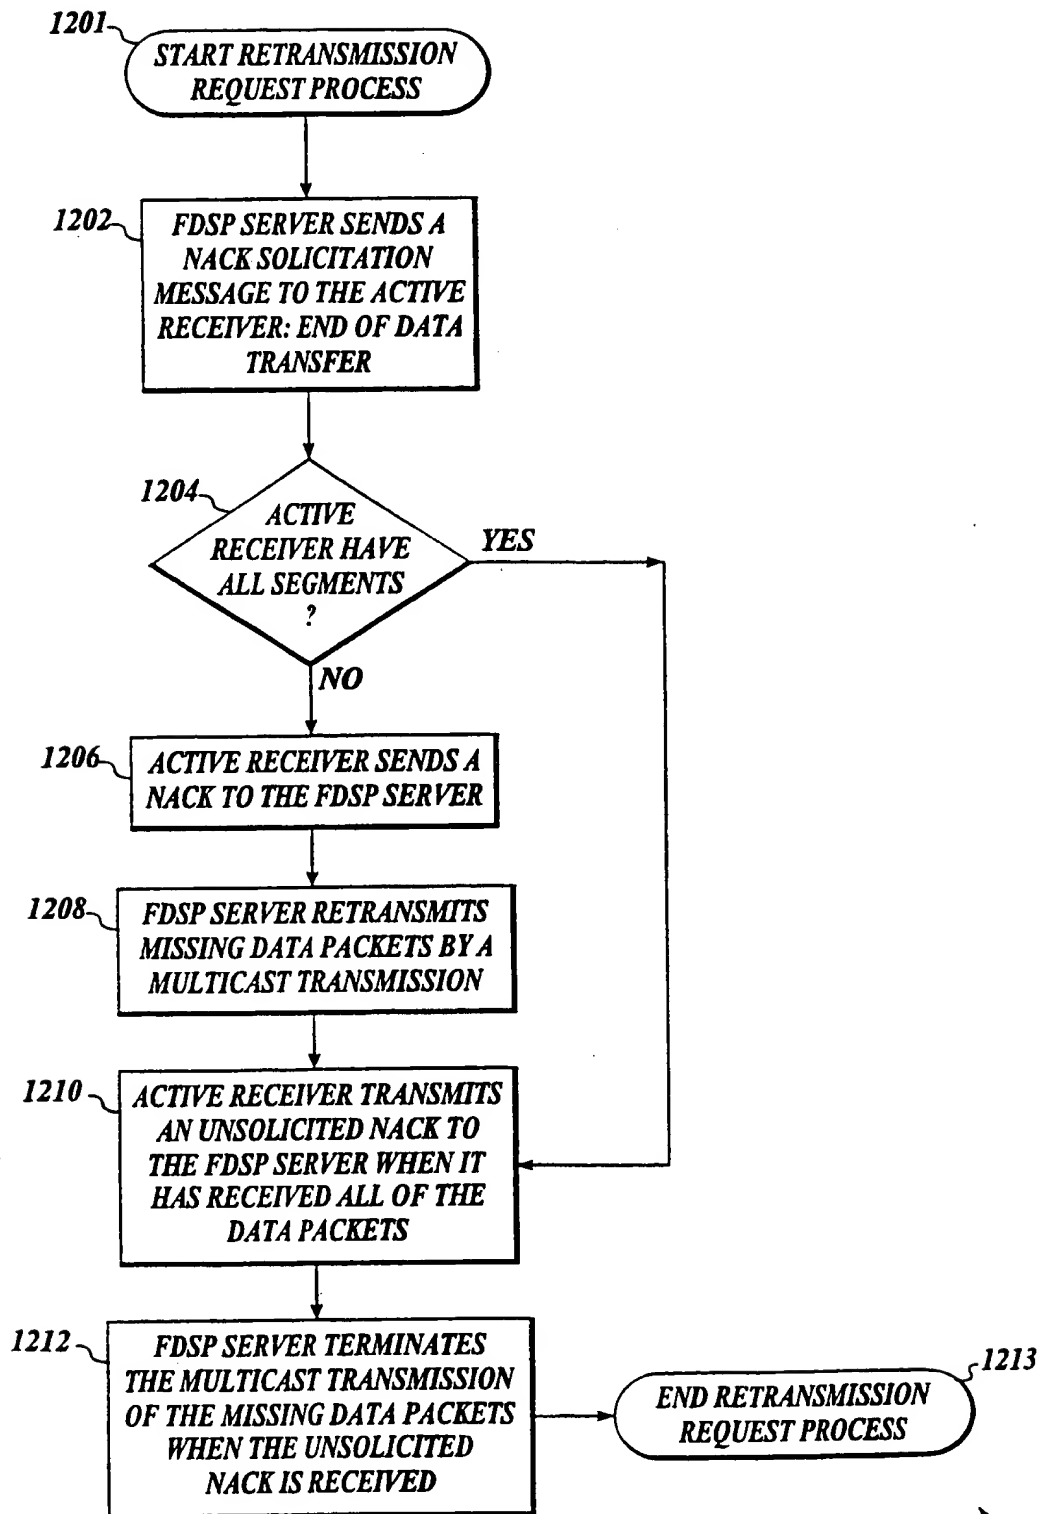 1201
START RETRANSMISSION
REQUEST PROCESS
1202
FDSP SERVER SENDS A
NACK SOLICITATION
MESSAGE TO THE ACTIVE
RECEIVER: END OF DATA
TRANSFER
1204
ACTIVE
RECEIVER HAVE
ALL SEGMENTS
?
YES
NO
1206
ACTIVE RECEIVER SENDS A
NACK TO THE FDSP SERVER
1208
FDSP SERVER RETRANSMITS
MISSING DATA PACKETS BY A
MULTICAST TRANSMISSION
1210
ACTIVE RECEIVER TRANSMITS
AN UNSOLICITED NACK TO
THE FDSP SERVER WHEN IT
HAS RECEIVED ALL OF THE
DATA PACKETS
1212
FDSP SERVER TERMINATES
THE MULTICAST TRANSMISSION
OF THE MISSING DATA PACKETS
WHEN THE UNSOLICITED
NACK IS RECEIVED
1213
END RETRANSMISSION
REQUEST PROCESS